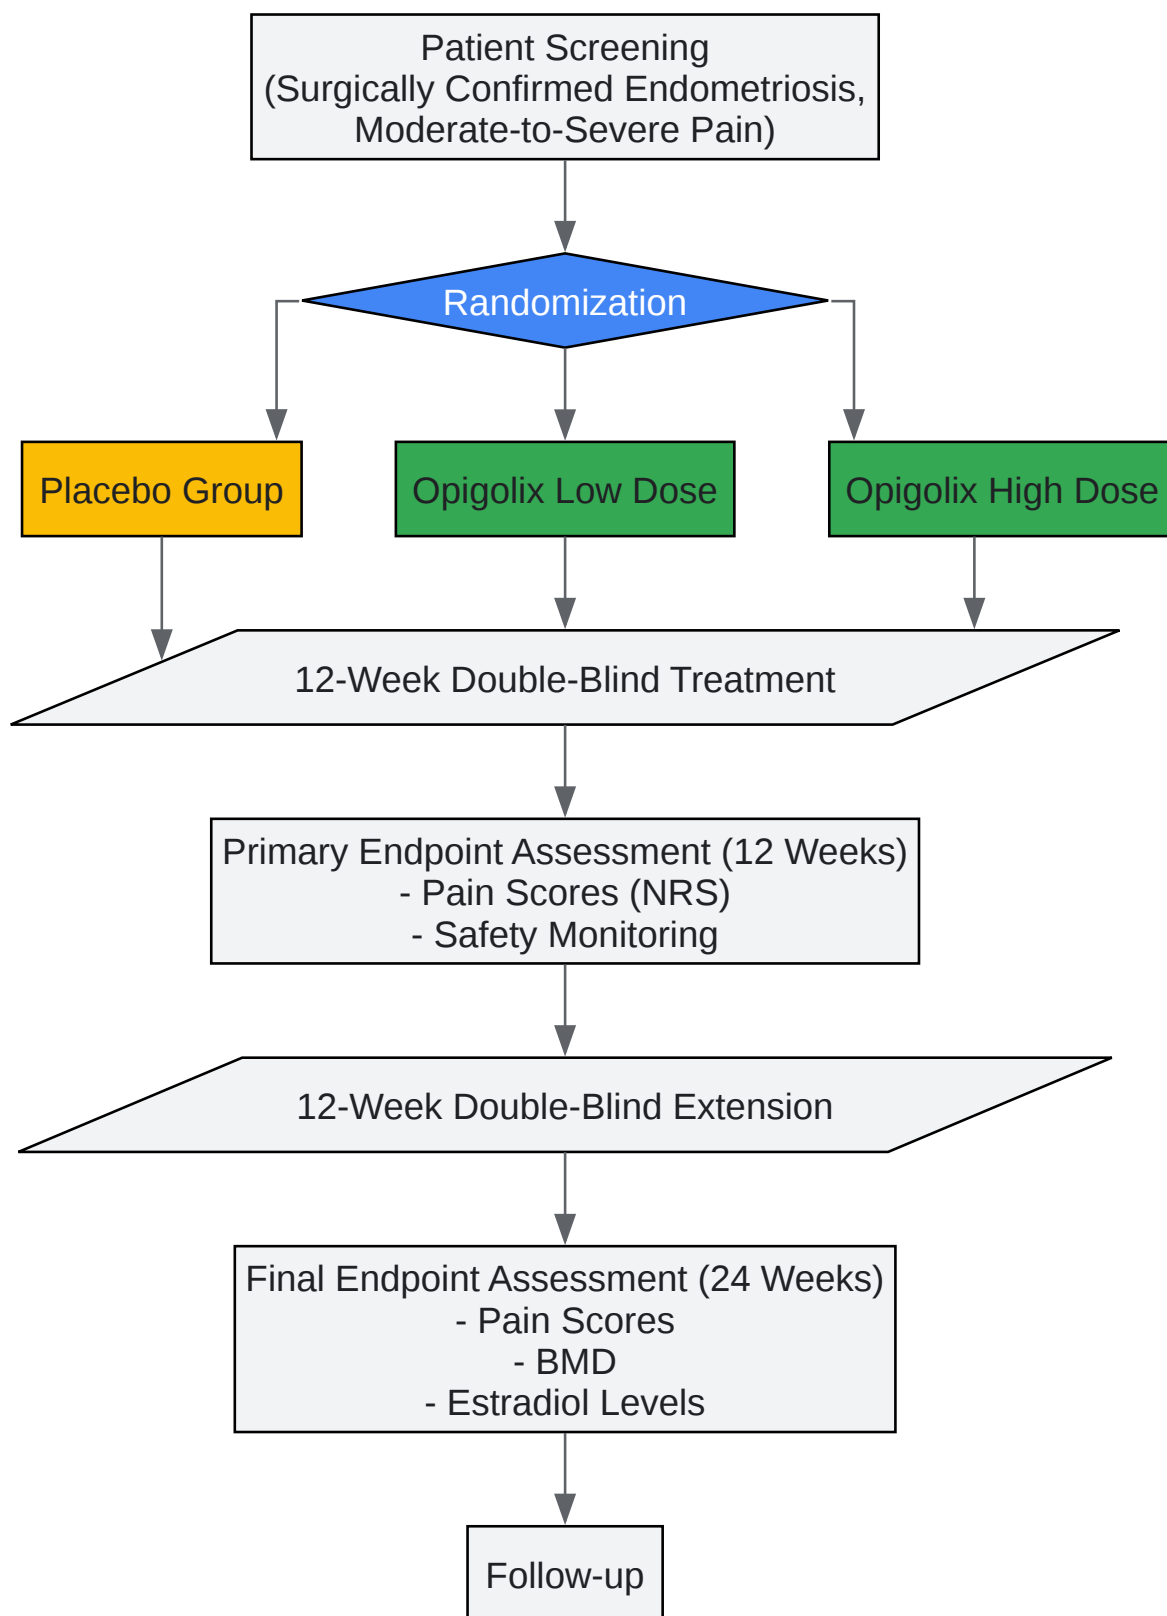 Patient Screening
(Surgically Confirmed Endometriosis,
Moderate-to-Severe Pain)
Randomization
Placebo Group
Opigolix Low Dose
Opigolix High Dose
12-Week Double-Blind Treatment
Primary Endpoint Assessment (12 Weeks)
- Pain Scores (NRS)
- Safety Monitoring
12-Week Double-Blind Extension
Final Endpoint Assessment (24 Weeks)
- Pain Scores
- BMD
- Estradiol Levels
Follow-up